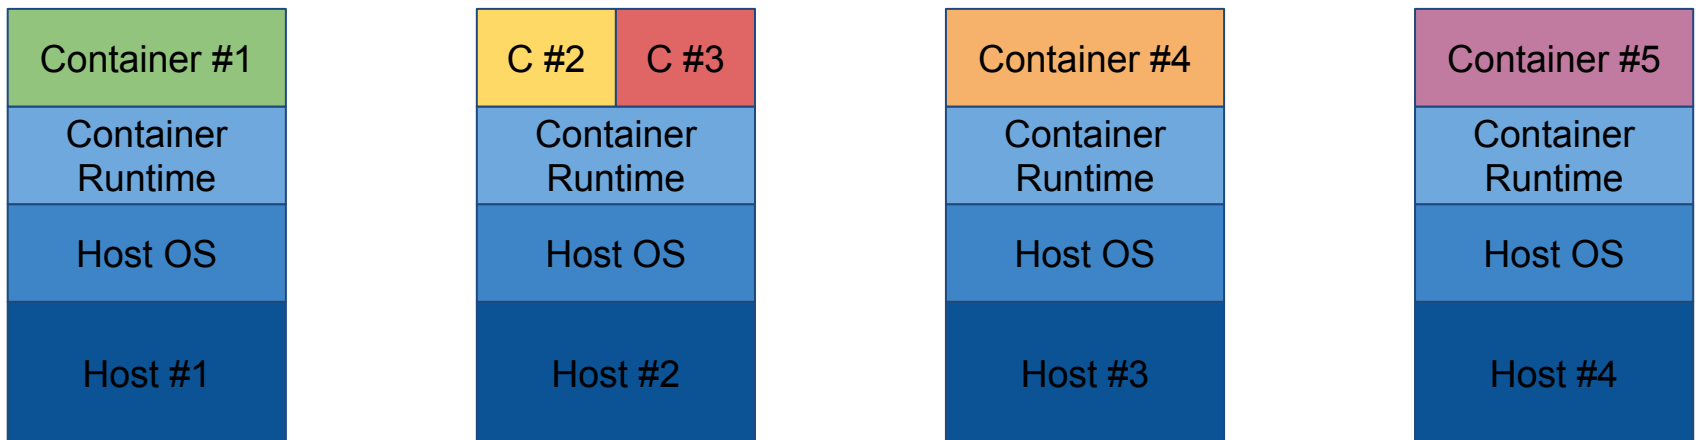 Container #1
C #2
C #3
Container #4
Container #5
Container
Runtime
Container
Runtime
Container
Runtime
Container
Runtime
Host OS
Host OS
Host OS
Host OS
Host #1
Host #2
Host #3
Host #4